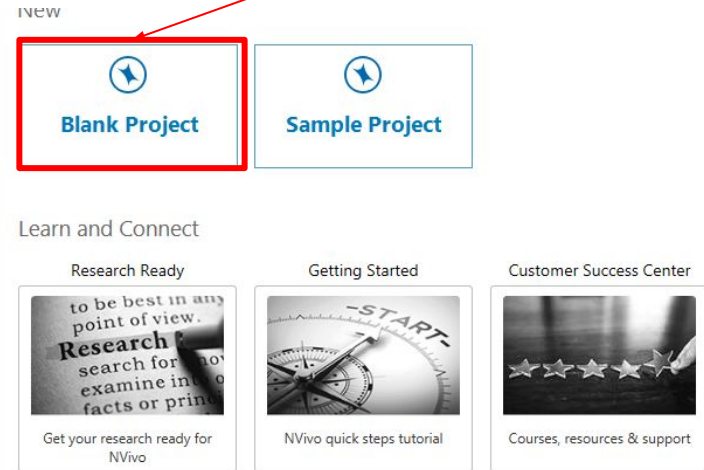 New
Blank Project
Sample Project
Learn and Connect
Research Ready
Getting Started
Customer Success Center
to be best in any
point of view.
Research
search for
examine in
facts or prin
-START-
Get your research ready for
NVivo
NVivo quick steps tutorial
Courses, resources & support